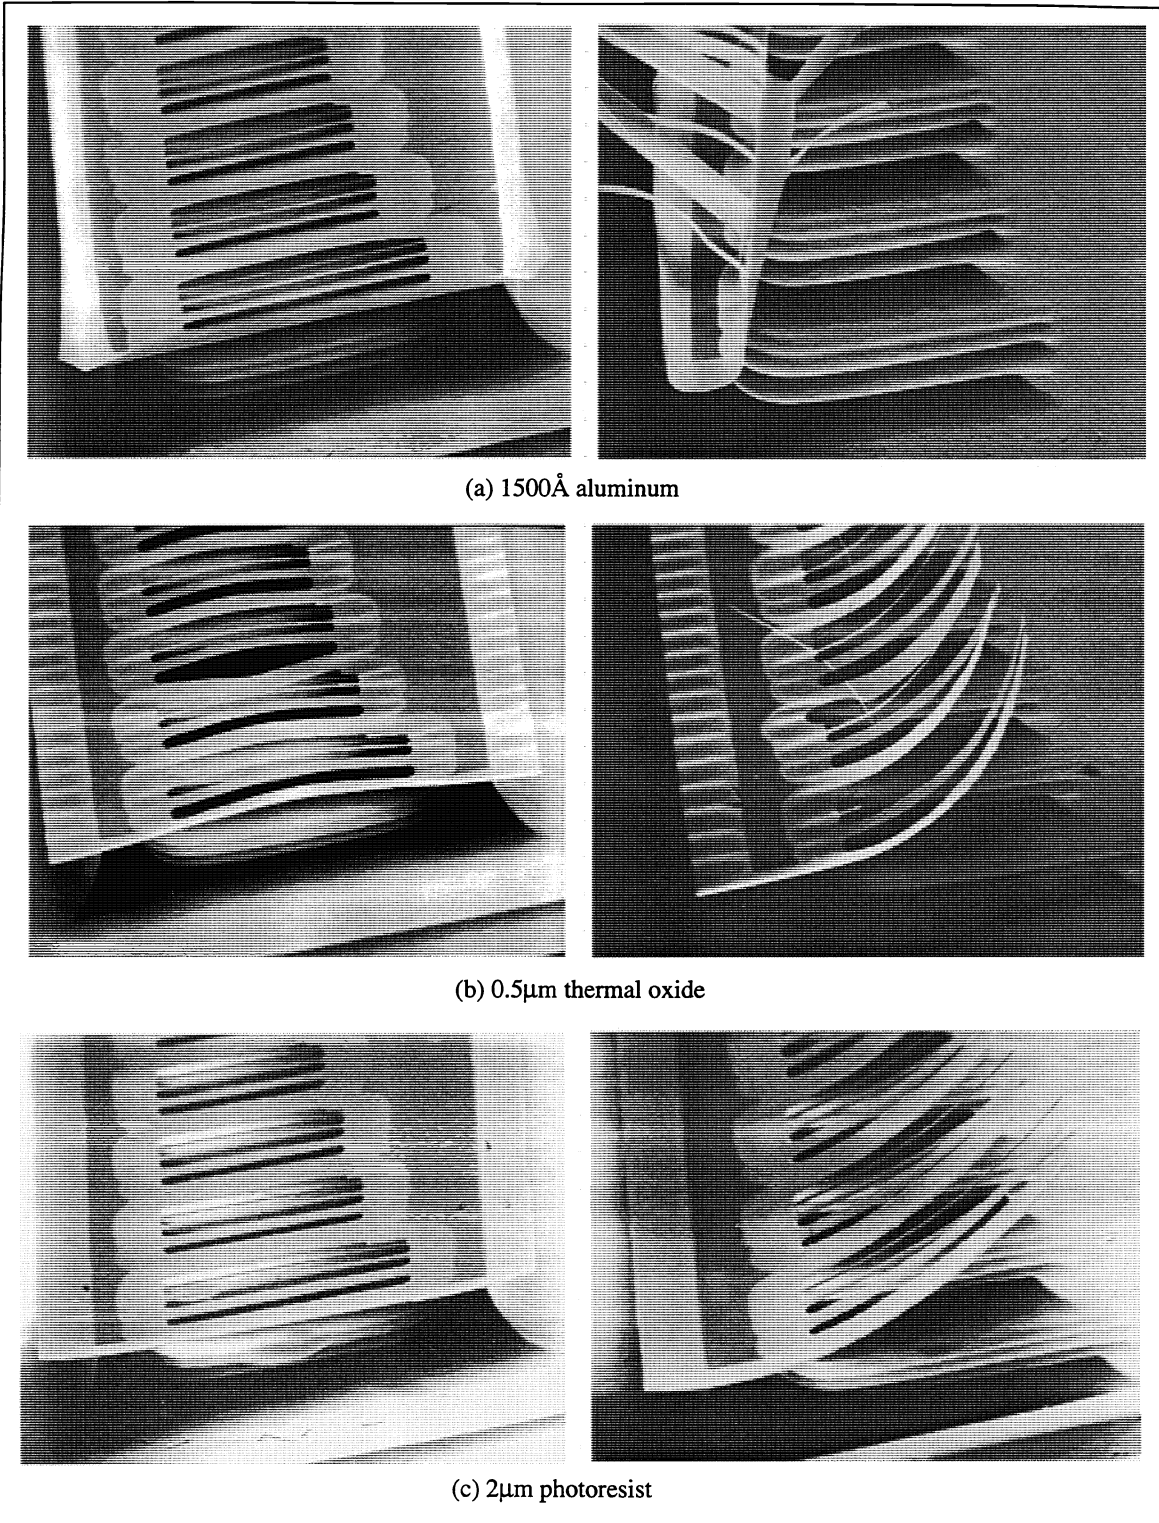 (a) 1500Å aluminum
(b) 0.5μm thermal oxide
(c) 2μm photoresist